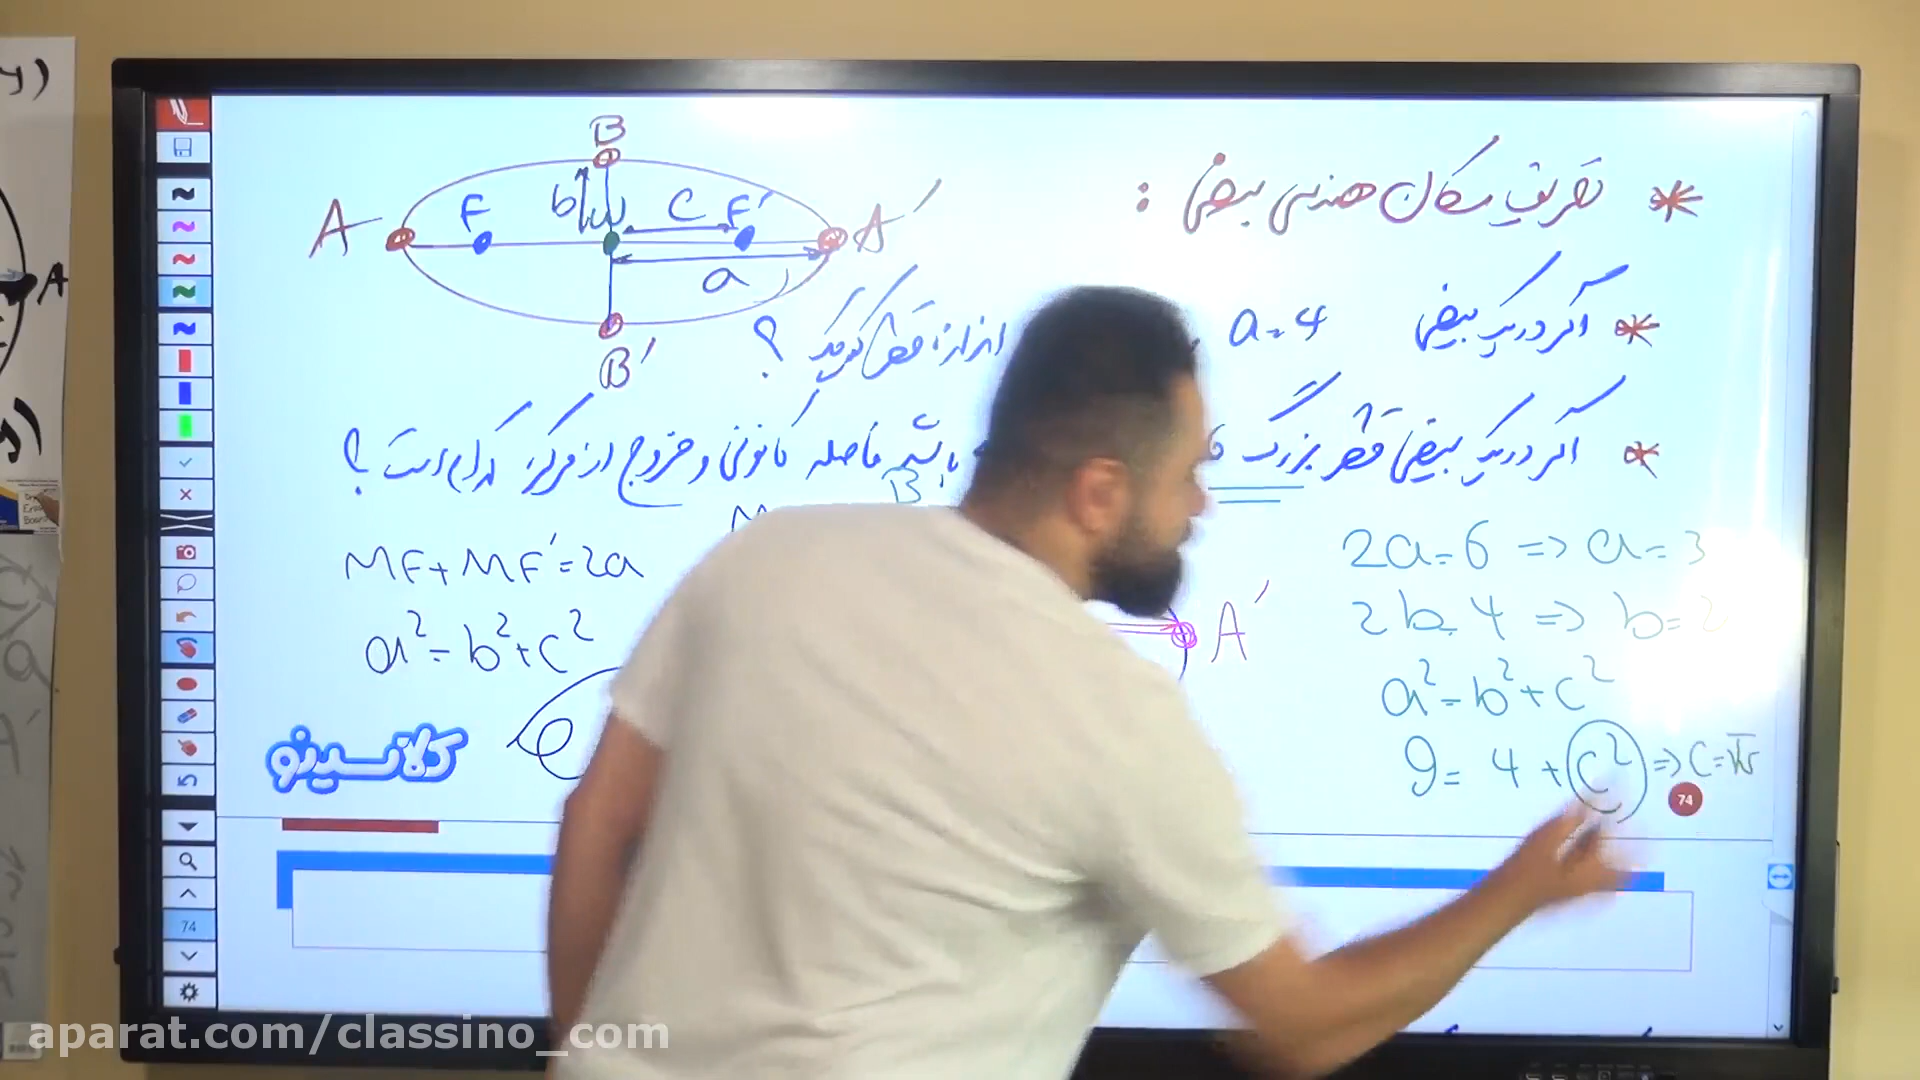 * تعریف مکان هندسی بیضی :
B
A F b w c F' A'
a
B'
* اگر در یک بیضی a=4 , اندازه قطر کوچک ؟
* اگر در یک بیضی قطر بزرگ باشد فاصله کانونی و خروج از مرکز کدام است ؟
B
M
MF+MF'=2a
a²=b²+c²
A'
2a=6 => a=3
2b=4 => b=2
a²=b²+c²
9=4+c² => c=√5
74
کلاسینو
74
aparat.com/classino_com
y)
A